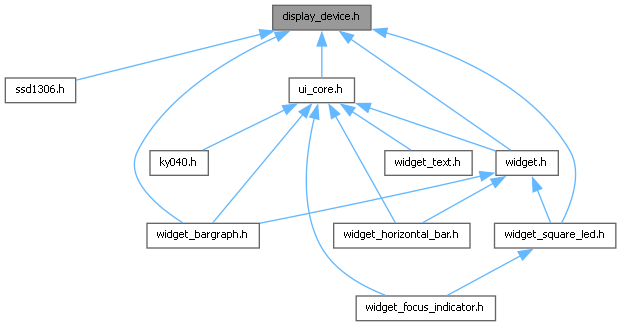 display_device.h
ssd1306.h
ui_core.h
ky040.h
widget_text.h
widget.h
widget_bargraph.h
widget_horizontal_bar.h
widget_square_led.h
widget_focus_indicator.h